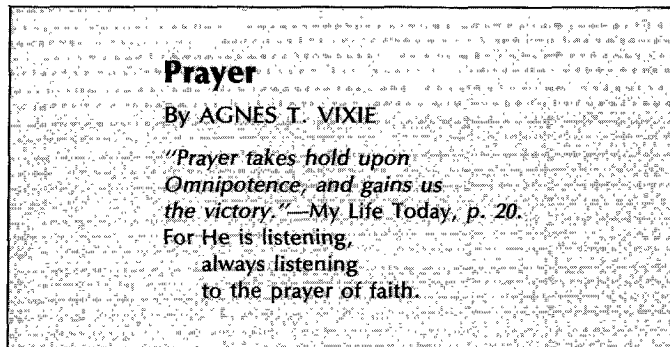 Prayer
By AGNES T. VIXIE
"Prayer takes hold upon
Omnipotence, and gains us
the victory."—My Life Today, p. 20.
For He is listening,
always listening
to the prayer of faith.